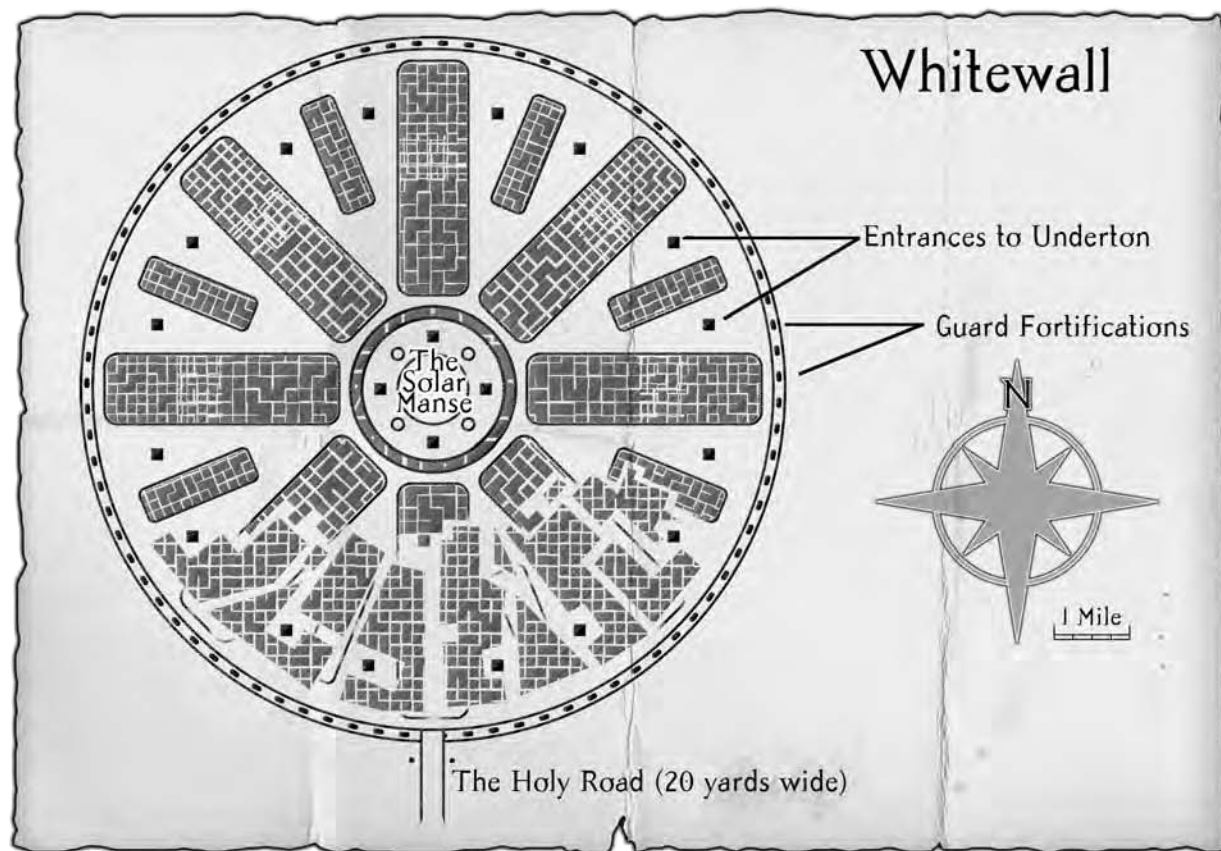 Whitewall
Entrances to Underton
Guard Fortifications
The
Solar
Manse
N
1 Mile
The Holy Road (20 yards wide)